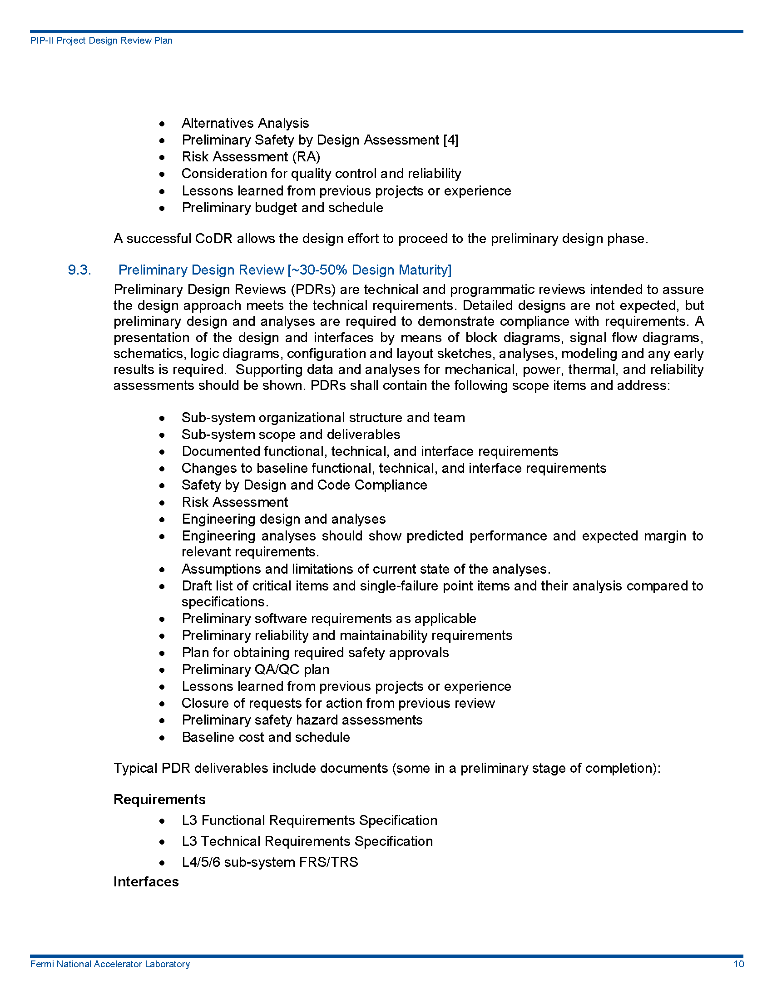 PIP-II Project Design Review Plan
• Alternatives Analysis
• Preliminary Safety by Design Assessment [4]
• Risk Assessment (RA)
• Consideration for quality control and reliability
• Lessons learned from previous projects or experience
• Preliminary budget and schedule
A successful CoDR allows the design effort to proceed to the preliminary design phase.
9.3. Preliminary Design Review [~30-50% Design Maturity]
Preliminary Design Reviews (PDRs) are technical and programmatic reviews intended to assure
the design approach meets the technical requirements. Detailed designs are not expected, but
preliminary design and analyses are required to demonstrate compliance with requirements. A
presentation of the design and interfaces by means of block diagrams, signal flow diagrams,
schematics, logic diagrams, configuration and layout sketches, analyses, modeling and any early
results is required. Supporting data and analyses for mechanical, power, thermal, and reliability
assessments should be shown. PDRs shall contain the following scope items and address:
• Sub-system organizational structure and team
• Sub-system scope and deliverables
• Documented functional, technical, and interface requirements
• Changes to baseline functional, technical, and interface requirements
• Safety by Design and Code Compliance
• Risk Assessment
• Engineering design and analyses
• Engineering analyses should show predicted performance and expected margin to
relevant requirements.
• Assumptions and limitations of current state of the analyses.
• Draft list of critical items and single-failure point items and their analysis compared to
specifications.
• Preliminary software requirements as applicable
• Preliminary reliability and maintainability requirements
• Plan for obtaining required safety approvals
• Preliminary QA/QC plan
• Lessons learned from previous projects or experience
• Closure of requests for action from previous review
• Preliminary safety hazard assessments
• Baseline cost and schedule
Typical PDR deliverables include documents (some in a preliminary stage of completion):
Requirements
• L3 Functional Requirements Specification
• L3 Technical Requirements Specification
• L4/5/6 sub-system FRS/TRS
Interfaces
Fermi National Accelerator Laboratory 10